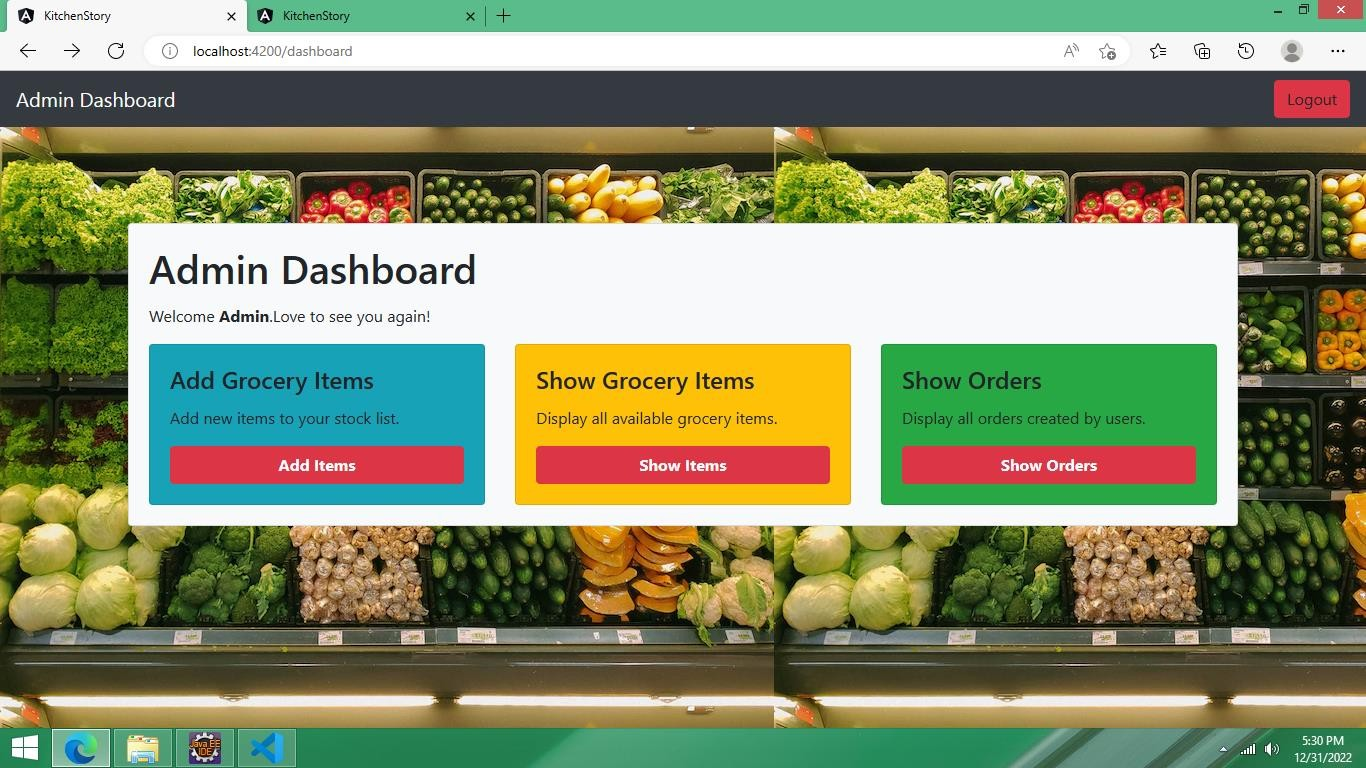 KitchenStory
KitchenStory
localhost:4200/dashboard
Admin Dashboard
Logout
Admin Dashboard
Welcome Admin.Love to see you again!
Add Grocery Items
Add new items to your stock list.
Add Items
Show Grocery Items
Display all available grocery items.
Show Items
Show Orders
Display all orders created by users.
Show Orders
Java EE
IDE
5:30 PM
12/31/2022